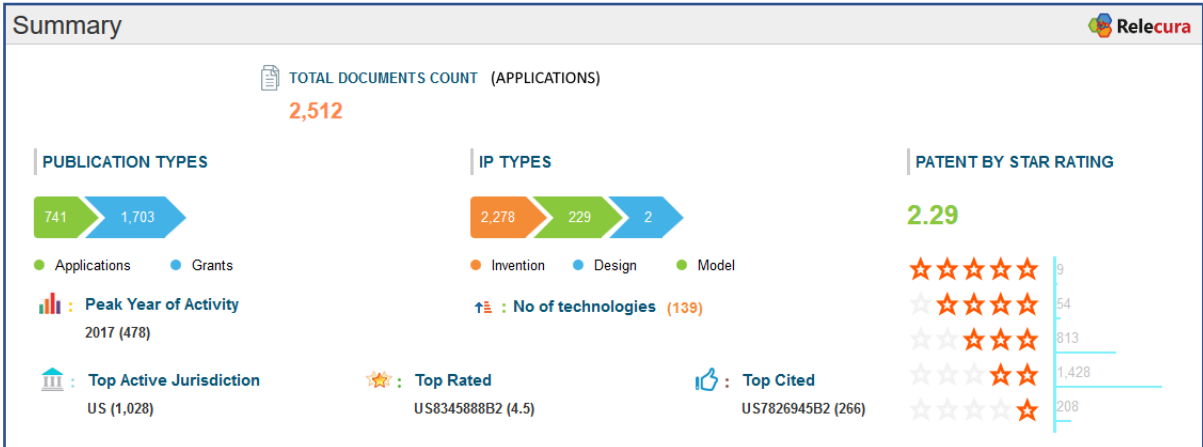 Summary
Relecura
TOTAL DOCUMENTS COUNT (APPLICATIONS)
2,512
PUBLICATION TYPES
741 1,703
Applications Grants
Peak Year of Activity
2017 (478)
IP TYPES
2,278 229 2
Invention Design Model
: No of technologies (139)
: Top Active Jurisdiction
US (1,028)
: Top Rated
US8345888B2 (4.5)
: Top Cited
US7826945B2 (266)
PATENT BY STAR RATING
2.29
9
54
813
1,428
208